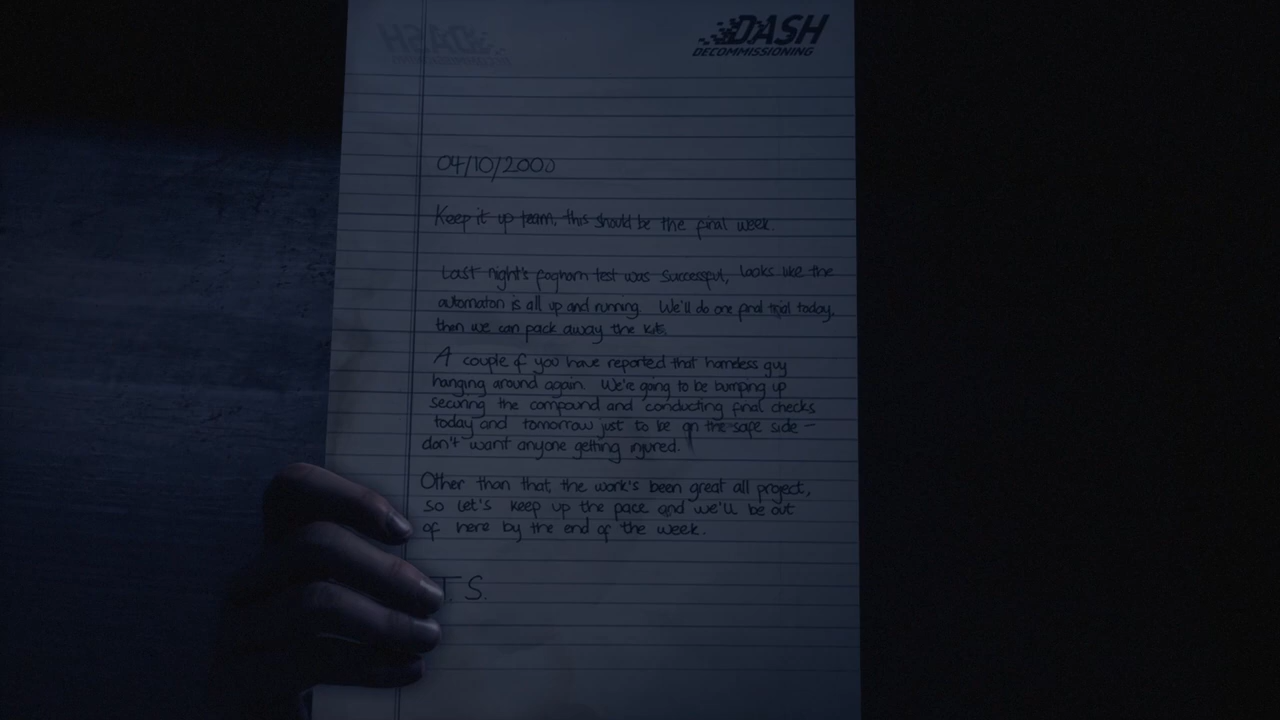 DASH
DECOMMISSIONING
04/10/2000
Keep it up team, this should be the final week.
Last night's foghorn test was successful, looks like the
automaton is all up and running. We'll do one final trial today,
then we can pack away the kit.
A couple of you have reported that homeless guy
hanging around again. We're going to be bumping up
securing the compound and conducting final checks
today and tomorrow just to be on the safe side -
don't want anyone getting injured.
Other than that, the work's been great all project,
so let's keep up the pace and we'll be out
of here by the end of the week.
T. S.